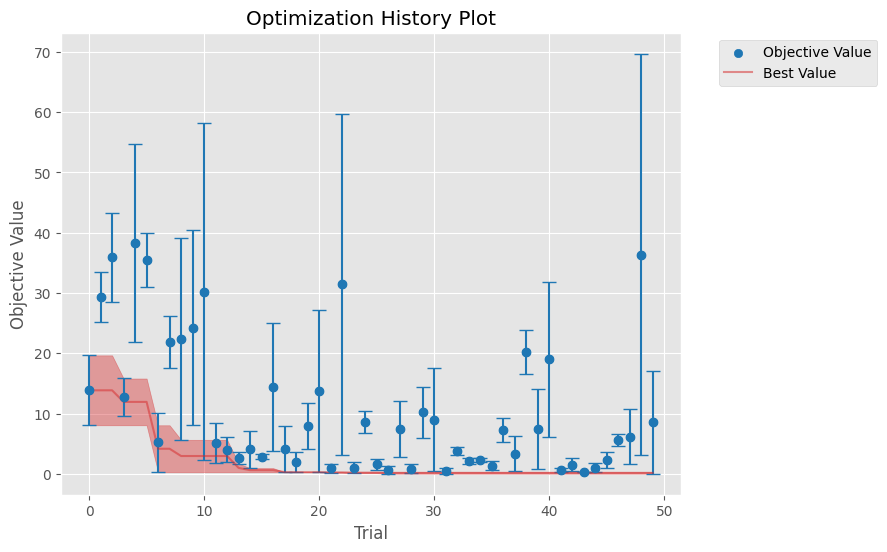 Optimization History Plot
Objective Value
Best Value
70
60
50
40
30
20
10
0
Objective Value
0 10 20 30 40 50
Trial